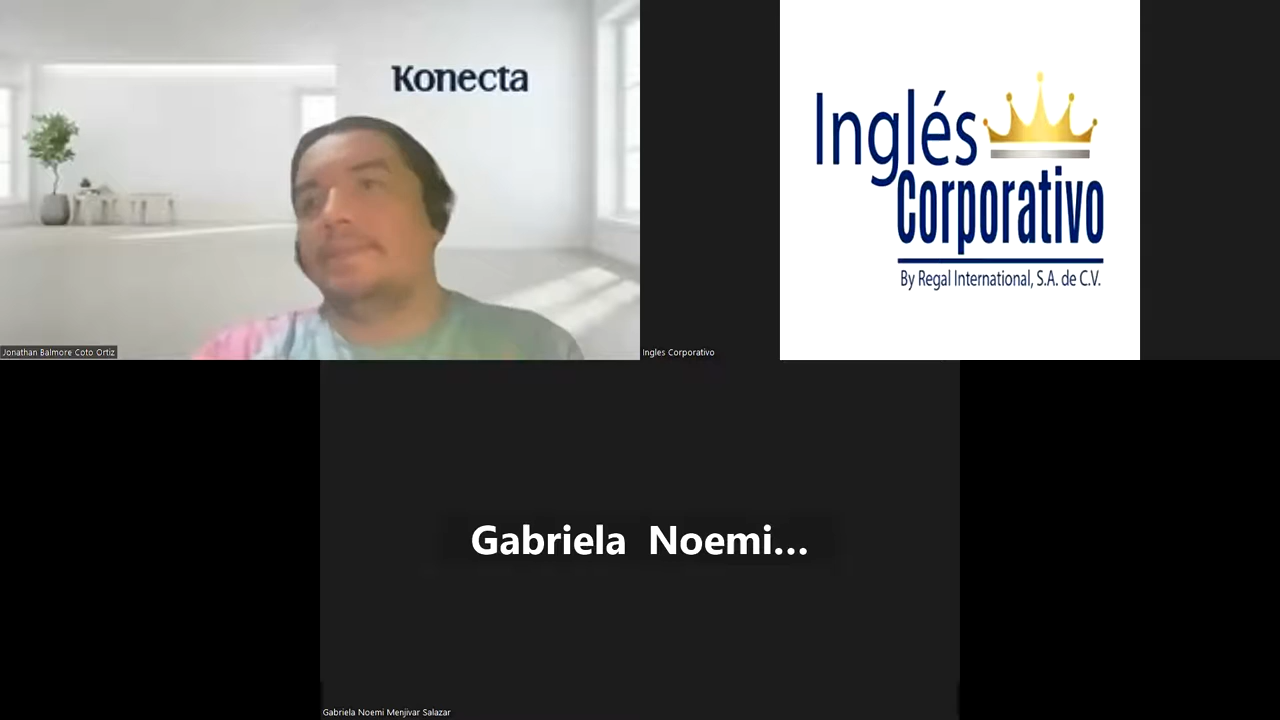 Konecta
Jonathan Balmore Coto Ortiz
Inglés
Corporativo
By Regal International, S.A. de C.V.
Ingles Corporativo
Gabriela Noemi...
Gabriela Noemi Menjivar Salazar